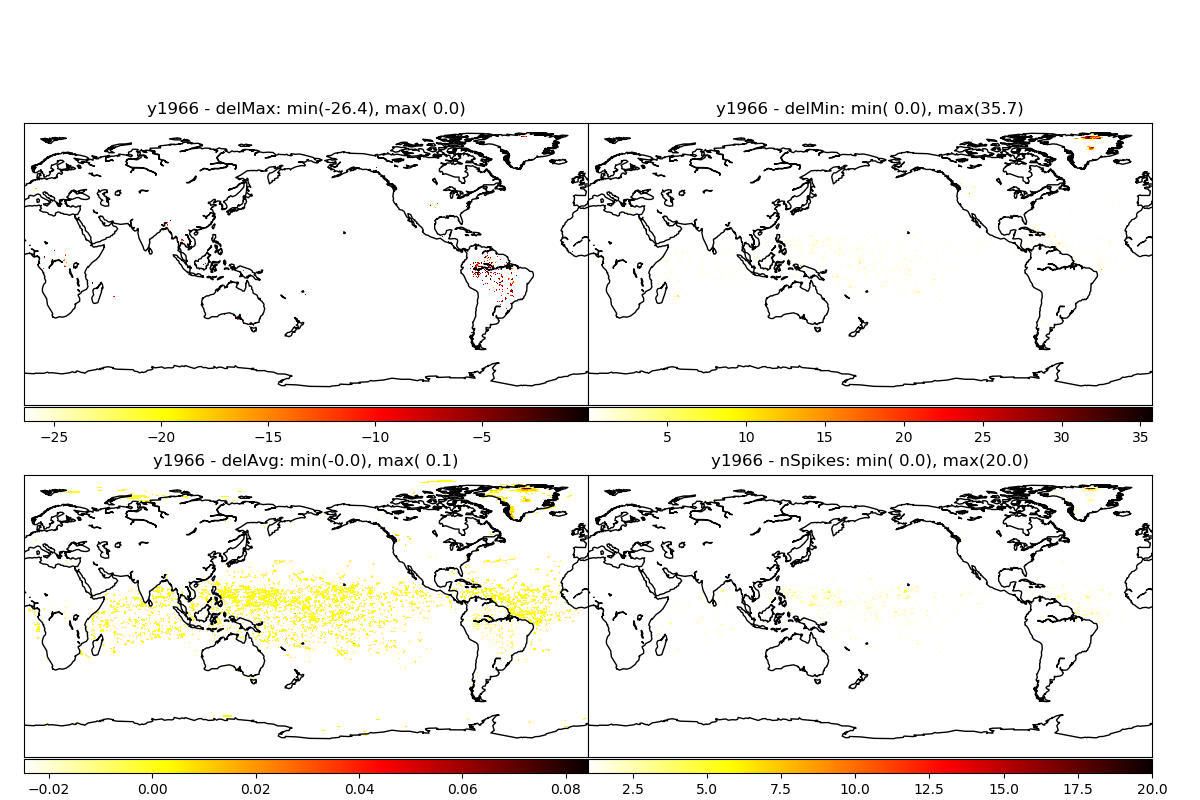 y1966 - delMax: min(-26.4), max( 0.0)
y1966 - delMin: min( 0.0), max(35.7)
−25 −20 −15 −10 −5
5 10 15 20 25 30 35
y1966 - delAvg: min(-0.0), max( 0.1)
y1966 - nSpikes: min( 0.0), max(20.0)
−0.02 0.00 0.02 0.04 0.06 0.08
2.5 5.0 7.5 10.0 12.5 15.0 17.5 20.0